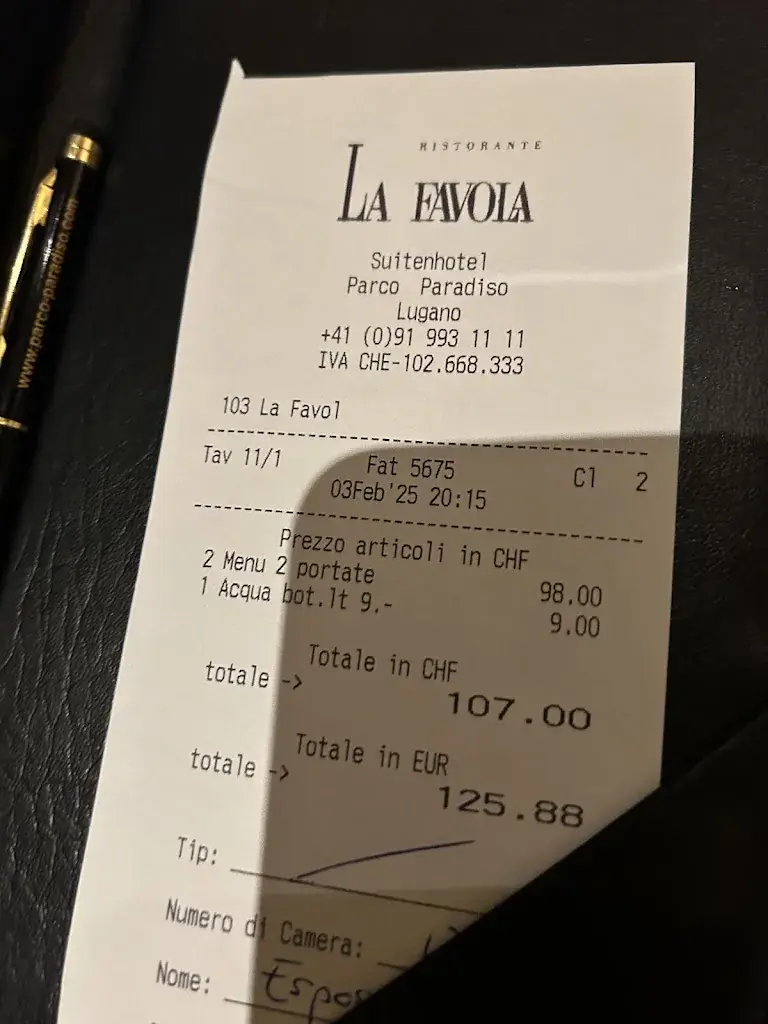 RISTORANTE
LA FAVOLA
Suitenhotel
Parco Paradiso
Lugano
+41 (0)91 993 11 11
IVA CHE-102.668.333
103 La Favol
Tav 11/1 Fat 5675 Cl 2
03Feb'25 20:15
Prezzo articoli in CHF
2 Menu 2 portate 98.00
1 Acqua bot.lt 9.- 9.00
Totale in CHF
totale -> 107.00
Totale in EUR
totale -> 125.88
Tip:
Numero di Camera:
Nome: Espos
www.parco-paradiso.com